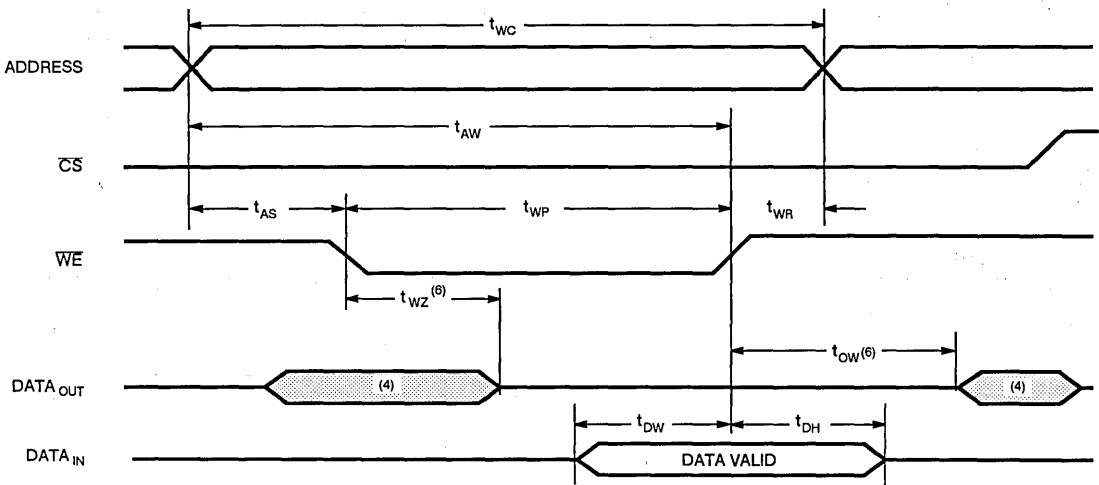 tWC
ADDRESS
tAW
CS
tAS
tWP
tWR
WE
tWZ(6)
tOW(6)
DATAOUT
(4)
(4)
tDW
tDH
DATAIN
DATA VALID